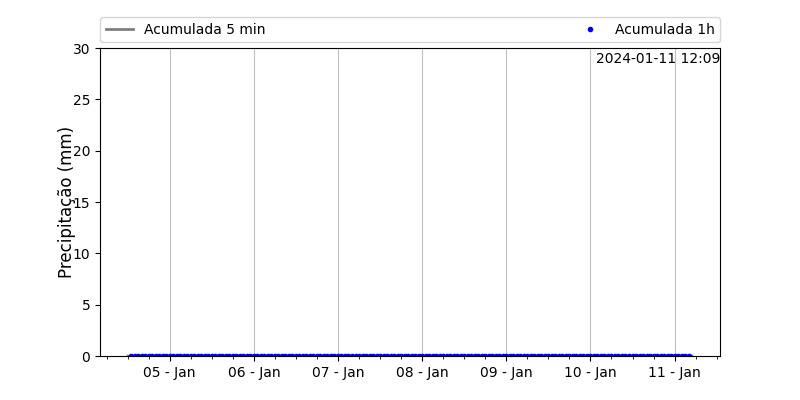 Acumulada 5 min
Acumulada 1h
2024-01-11 12:09
Precipitação (mm)
30
25
20
15
10
5
0
05 - Jan
06 - Jan
07 - Jan
08 - Jan
09 - Jan
10 - Jan
11 - Jan